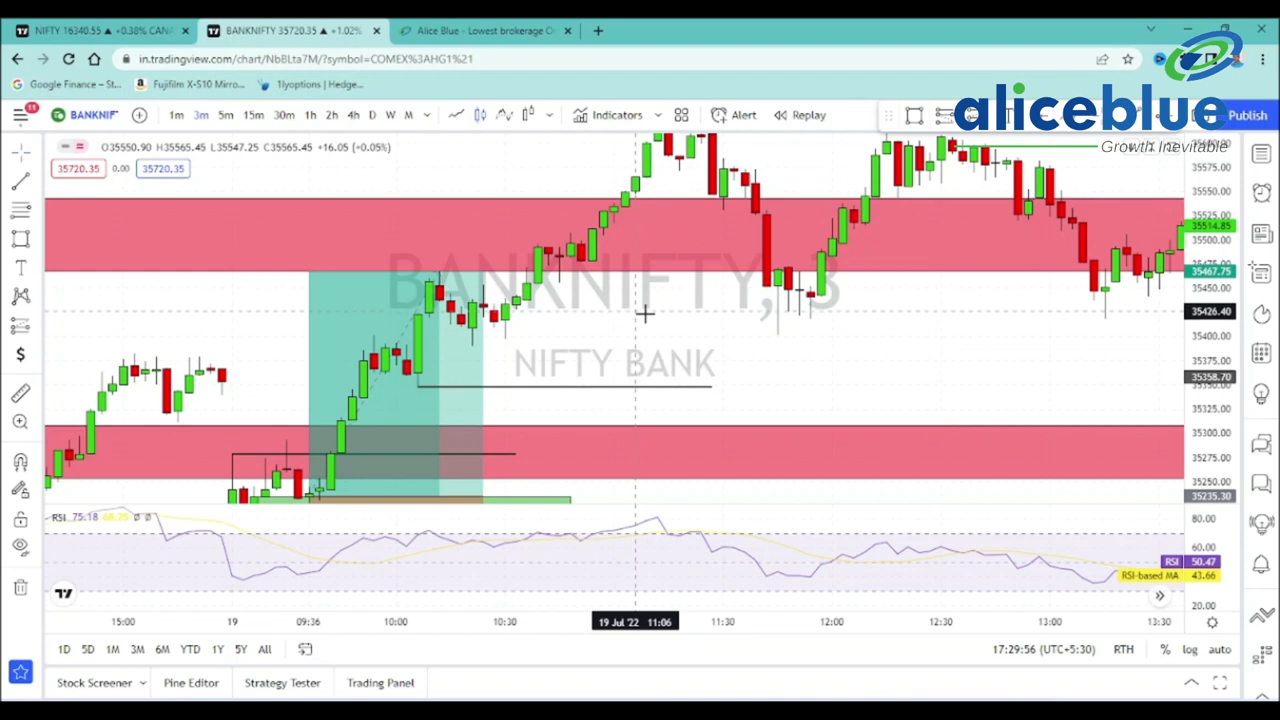 NIFTY 16340.55 ▲ +0.38% CAN
BANKNIFTY 35720.35 ▲ +1.02%
Alice Blue - Lowest brokerage
in.tradingview.com/chart/NbBLta7M/?symbol=COMEX%3AHG1%21
Google Finance – St...
Fujifilm X-S10 Mirro...
1lyoptions | Hedge...
aliceblue
Growth Inevitable
11
BANKNIF
1m 3m 5m 15m 30m 1h 2h 4h D W M
Indicators
Alert
Replay
Publish
O35550.90 H35565.45 L35547.25 C35565.45 +16.05 (+0.05%)
35720.35 0.00 35720.35
BANKNIFTY, 3
NIFTY BANK
35575.00
35550.00
35525.00
35514.85
35500.00
35467.75
35450.00
35426.40
35400.00
35375.00
35358.70
35325.00
35300.00
35275.00
35250.00
35235.30
RSI 75.18
80.00
60.00
RSI 50.47
RSI-based MA 43.66
20.00
15:00 19 09:36 10:00 10:30 19 Jul '22 11:06 11:30 12:00 12:30 13:00 13:30
1D 5D 1M 3M 6M YTD 1Y 5Y All
17:29:56 (UTC+5:30) RTH % log auto
Stock Screener Pine Editor Strategy Tester Trading Panel